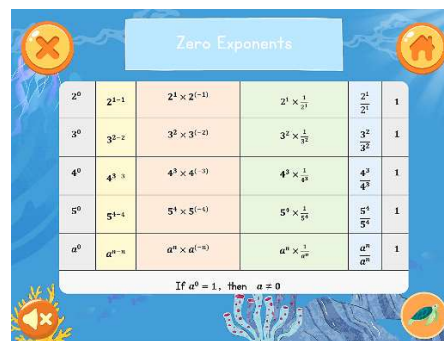 Zero Exponents
2⁰ 2¹⁻¹ 2¹ × 2⁽⁻¹⁾ 2¹ × 1/2¹ 2¹/2¹ 1
3⁰ 3²⁻² 3² × 3⁽⁻²⁾ 3² × 1/3² 3²/3² 1
4⁰ 4³⁻³ 4³ × 4⁽⁻³⁾ 4³ × 1/4³ 4³/4³ 1
5⁰ 5⁴⁻⁴ 5⁴ × 5⁽⁻⁴⁾ 5⁴ × 1/5⁴ 5⁴/5⁴ 1
a⁰ aⁿ⁻ⁿ aⁿ × a⁽⁻ⁿ⁾ aⁿ × 1/aⁿ aⁿ/aⁿ 1
If a⁰ = 1, then a ≠ 0